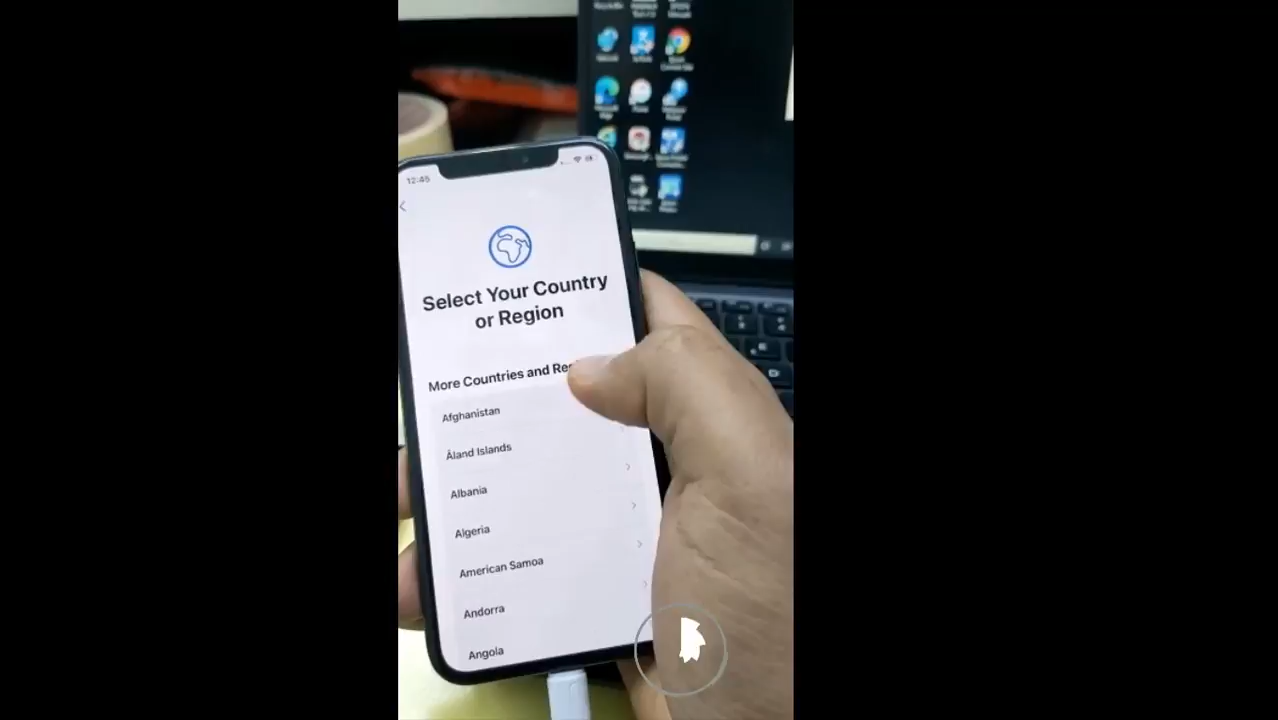 12:45
Select Your Country
or Region
More Countries and Re
Afghanistan
Åland Islands
Albania
Algeria
American Samoa
Andorra
Angola